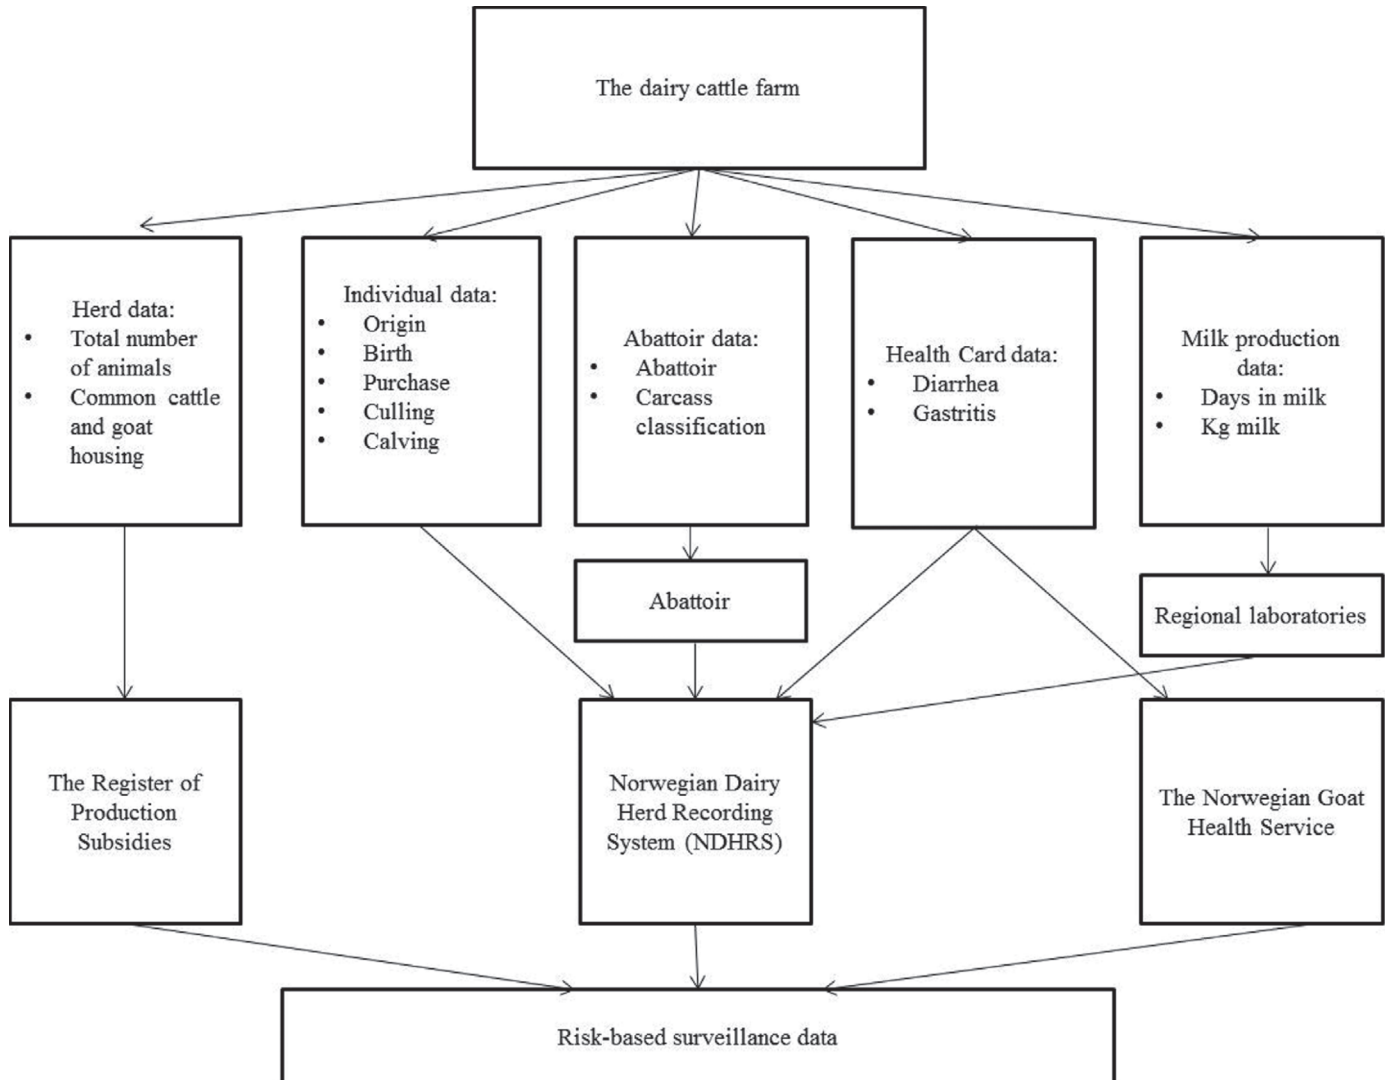 The dairy cattle farm
Herd data:
• Total number
of animals
• Common cattle
and goat
housing
Individual data:
• Origin
• Birth
• Purchase
• Culling
• Calving
Abattoir data:
• Abattoir
• Carcass
classification
Health Card data:
• Diarrhea
• Gastritis
Milk production
data:
• Days in milk
• Kg milk
Abattoir
Regional laboratories
The Register of
Production
Subsidies
Norwegian Dairy
Herd Recording
System (NDHRS)
The Norwegian Goat
Health Service
Risk-based surveillance data